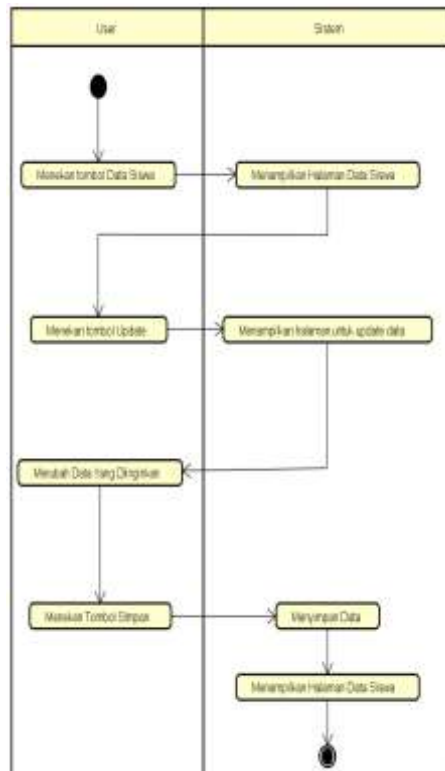 User
Sistem
Menekan tombol Data Siswa
Menampilkan Halaman Data Siswa
Menekan tombol Update
Menampilkan halaman untuk update data
Merubah Data Yang Diinginkan
Menekan Tombol Simpan
Menyimpan Data
Menampilkan Halaman Data Siswa